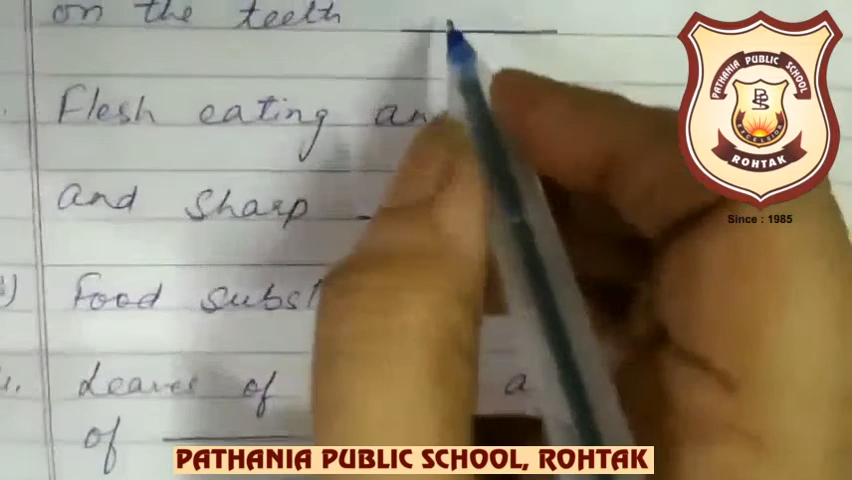 on the teeth
Flesh eating an
and sharp
Food subst
Leaves of a
of
PATHANIA PUBLIC SCHOOL
PS
EXCELSIOR
ROHTAK
Since : 1985
PATHANIA PUBLIC SCHOOL, ROHTAK